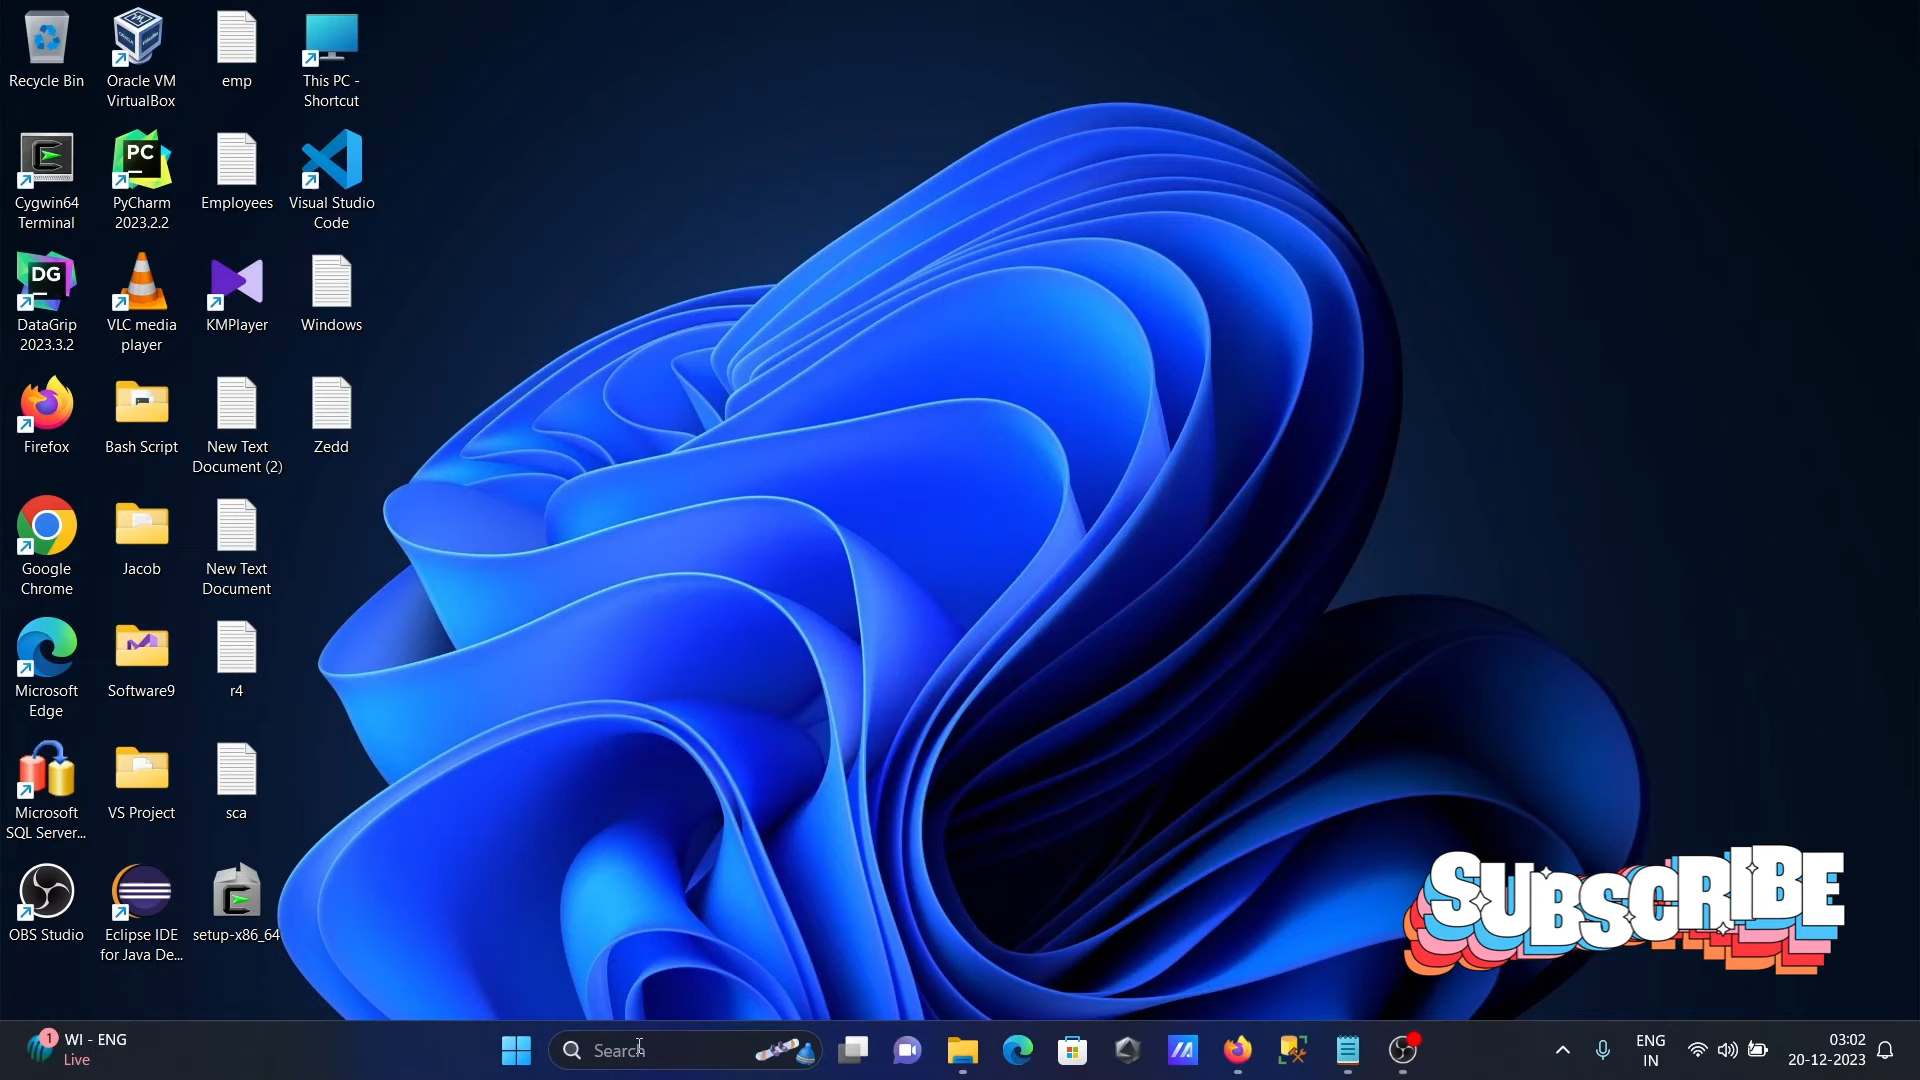 Recycle Bin
Oracle VM
VirtualBox
emp
This PC -
Shortcut
Cygwin64
Terminal
PC
PyCharm
2023.2.2
Employees
Visual Studio
Code
DG
DataGrip
2023.3.2
VLC media
player
KMPlayer
Windows
Firefox
Bash Script
New Text
Document (2)
Zedd
Google
Chrome
Jacob
New Text
Document
Microsoft
Edge
Software9
r4
Microsoft
SQL Server...
VS Project
sca
OBS Studio
Eclipse IDE
for Java De...
setup-x86_64
SUBSCRIBE
1
WI - ENG
Live
Search
ENG
IN
03:02
20-12-2023